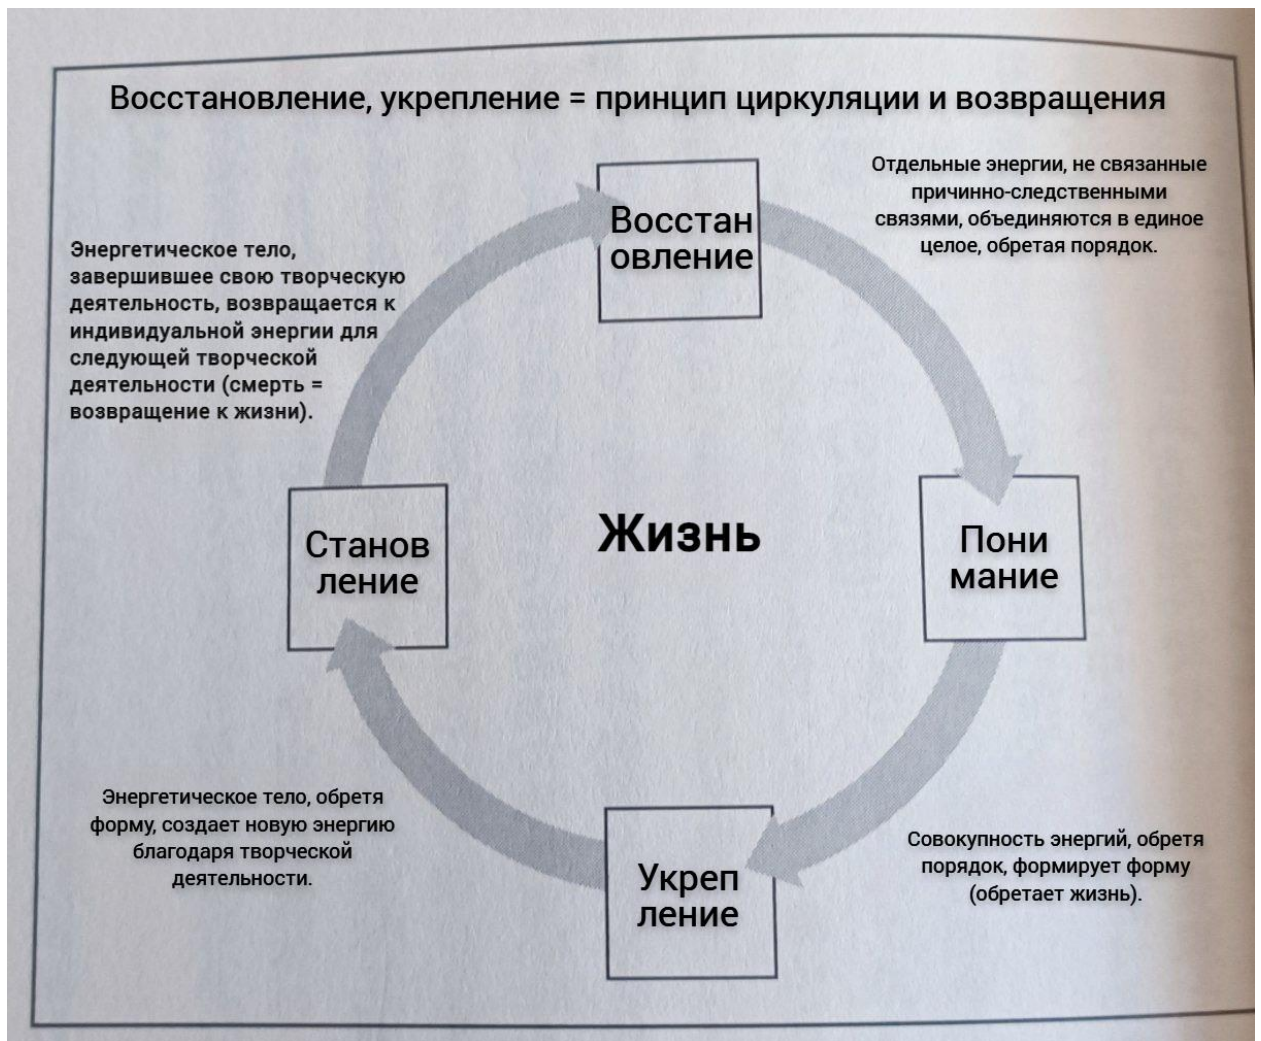 Восстановление, укрепление = принцип циркуляции и возвращения
Отдельные энергии, не связанные
причинно-следственными
связями, объединяются в единое
целое, обретая порядок.
Восстан
овление
Энергетическое тело,
завершившее свою творческую
деятельность, возвращается к
индивидуальной энергии для
следующей творческой
деятельности (смерть =
возвращение к жизни).
Станов
ление
Жизнь
Пони
мание
Энергетическое тело, обретя
форму, создает новую энергию
благодаря творческой
деятельности.
Укреп
ление
Совокупность энергий, обретя
порядок, формирует форму
(обретает жизнь).